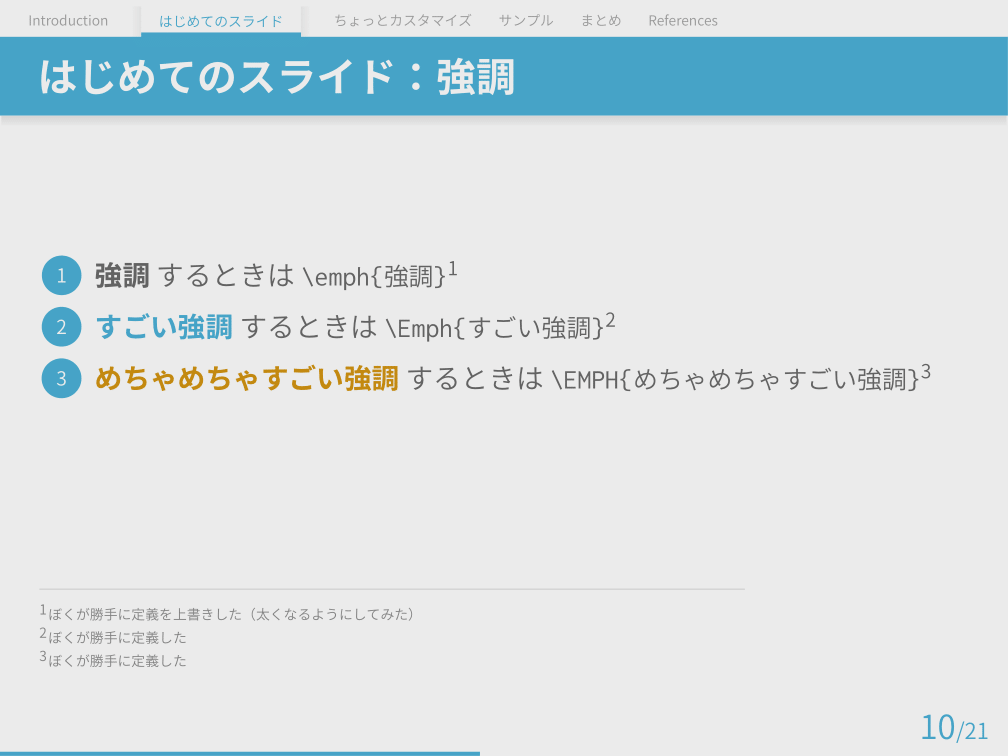 Introduction はじめてのスライド ちょっとカスタマイズ サンプル まとめ References
はじめてのスライド：強調
1 強調 するときは \emph{強調}1
2 すごい強調 するときは \Emph{すごい強調}2
3 めちゃめちゃすごい強調 するときは \EMPH{めちゃめちゃすごい強調}3
1ぼくが勝手に定義を上書きした（太くなるようにしてみた）
2ぼくが勝手に定義した
3ぼくが勝手に定義した
10/21